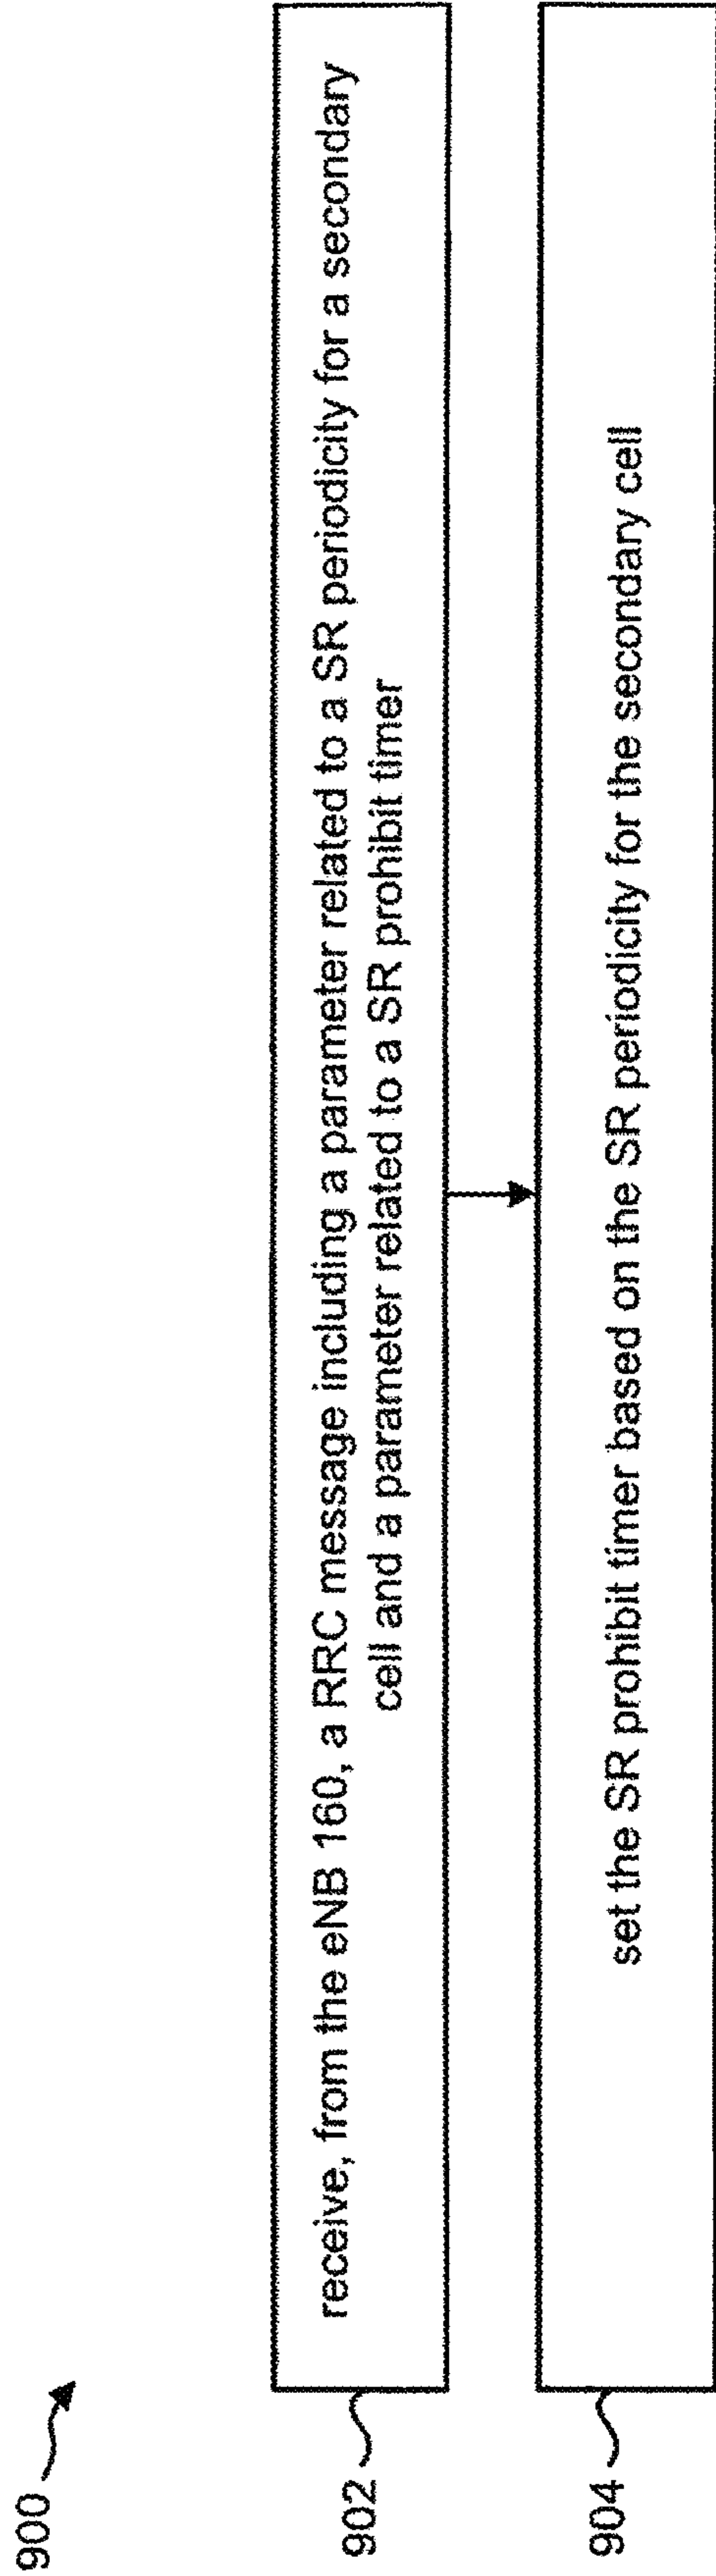 900
902
receive, from the eNB 160, a RRC message including a parameter related to a SR periodicity for a secondary
cell and a parameter related to a SR prohibit timer
904
set the SR prohibit timer based on the SR periodicity for the secondary cell